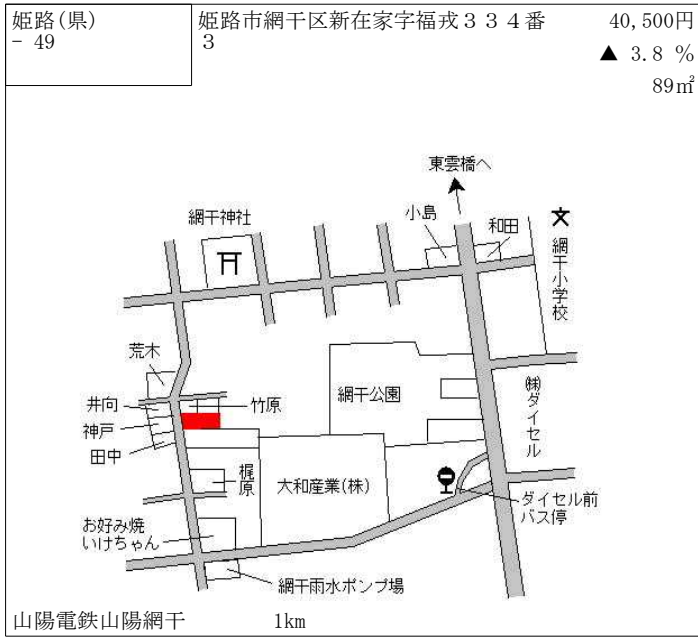 姫路(県)
- 49
姫路市網干区新在家字福戎３３４番
3
40,500円
▲ 3.8 %
89㎡
東雲橋へ
網干神社
小島
和田
文
網干小学校
荒木
井向
竹原
神戸
田中
網干公園
㈱ダイセル
梶原
大和産業(株)
ダイセル前
バス停
お好み焼
いけちゃん
網干雨水ポンプ場
山陽電鉄山陽網干
1km